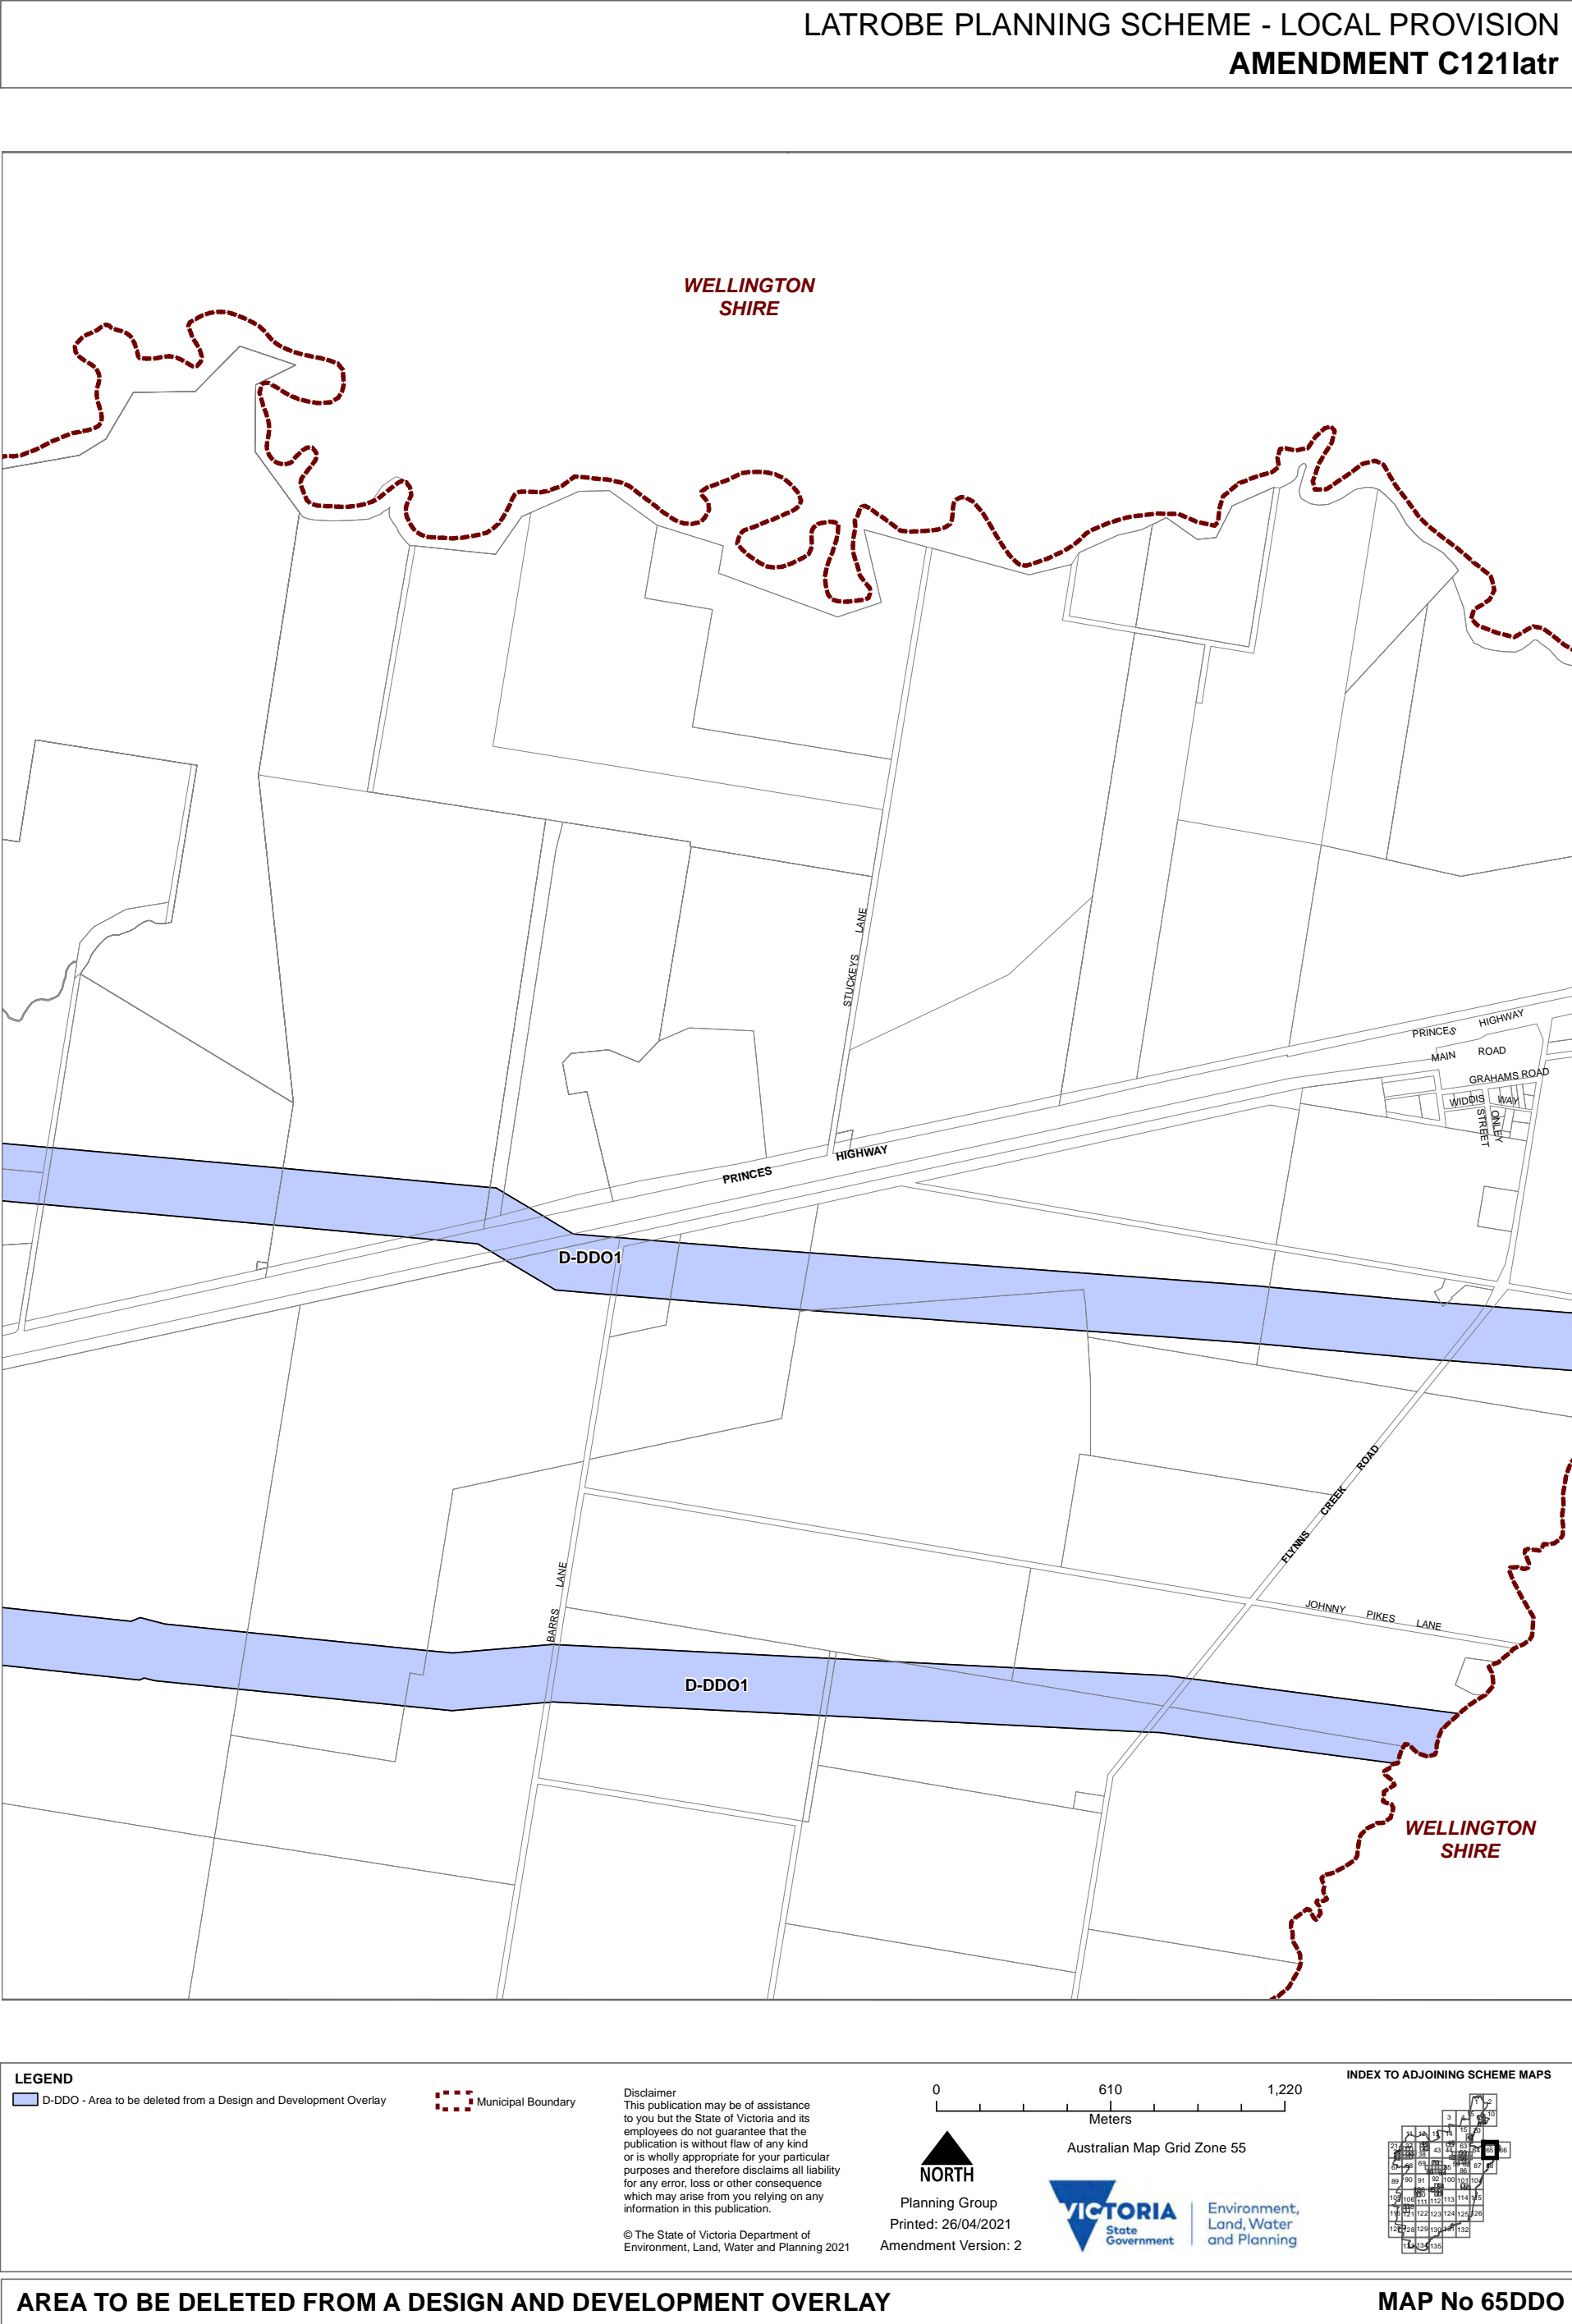 LATROBE PLANNING SCHEME - LOCAL PROVISION
AMENDMENT C121latr
WELLINGTON
SHIRE
STUCKEYS LANE
PRINCES HIGHWAY
MAIN ROAD
GRAHAMS ROAD
WIDDIS WAY
ONLEY
STREET
PRINCES HIGHWAY
D-DDO1
FLYNNS CREEK ROAD
BARRS LANE
JOHNNY PIKES LANE
D-DDO1
WELLINGTON
SHIRE
LEGEND
D-DDO - Area to be deleted from a Design and Development Overlay
Municipal Boundary
Disclaimer
This publication may be of assistance
to you but the State of Victoria and its
employees do not guarantee that the
publication is without flaw of any kind
or is wholly appropriate for your particular
purposes and therefore disclaims all liability
for any error, loss or other consequence
which may arise from you relying on any
information in this publication.
© The State of Victoria Department of
Environment, Land, Water and Planning 2021
0 610 1,220
Meters
Australian Map Grid Zone 55
NORTH
Planning Group
Printed: 26/04/2021
Amendment Version: 2
VICTORIA
State
Government
Environment,
Land, Water
and Planning
INDEX TO ADJOINING SCHEME MAPS
AREA TO BE DELETED FROM A DESIGN AND DEVELOPMENT OVERLAY
MAP No 65DDO